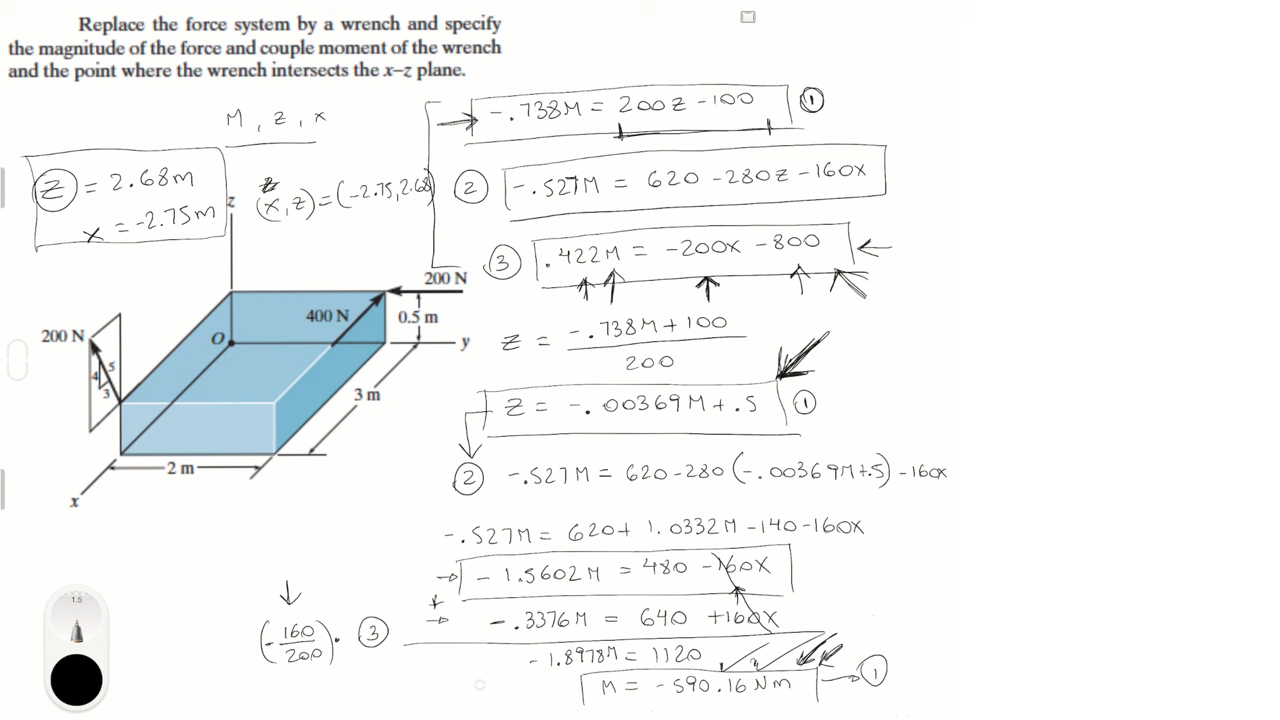 Replace the force system by a wrench and specify
the magnitude of the force and couple moment of the wrench
and the point where the wrench intersects the x–z plane.
M , z , x
z = 2.68m
x = -2.75m
(x, z) = (-2.75, 2.68)
→ -.738M = 200z -100 ①
② -.527M = 620 -280z -160x
③ .422M = -200x -800
z = -.738M + 100
200
z = -.00369M + .5 ①
② -.527M = 620 -280 (-.00369M + .5) -160x
-.527M = 620 + 1.0332M -140 -160x
→ -1.5602M = 480 -160x
+
→ -.3376M = 640 +160x
(-160/200) · ③
-1.8978M = 1120
M = -590.16 Nm → ①
z
200 N
400 N
0.5 m
200 N
O
y
5
4
3
3 m
2 m
x
1.5